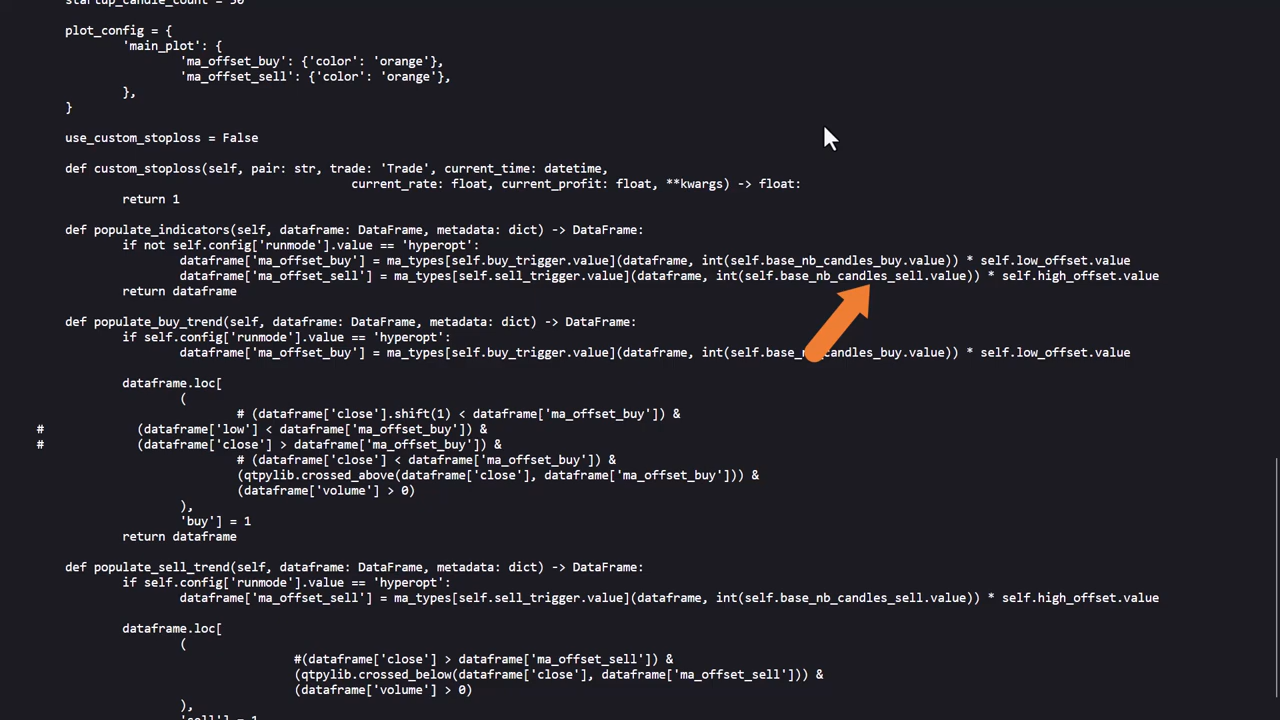 startup_candle_count = 50
plot_config = {
'main_plot': {
'ma_offset_buy': {'color': 'orange'},
'ma_offset_sell': {'color': 'orange'},
},
}
use_custom_stoploss = False
def custom_stoploss(self, pair: str, trade: 'Trade', current_time: datetime,
current_rate: float, current_profit: float, **kwargs) -> float:
return 1
def populate_indicators(self, dataframe: DataFrame, metadata: dict) -> DataFrame:
if not self.config['runmode'].value == 'hyperopt':
dataframe['ma_offset_buy'] = ma_types[self.buy_trigger.value](dataframe, int(self.base_nb_candles_buy.value)) * self.low_offset.value
dataframe['ma_offset_sell'] = ma_types[self.sell_trigger.value](dataframe, int(self.base_nb_candles_sell.value)) * self.high_offset.value
return dataframe
def populate_buy_trend(self, dataframe: DataFrame, metadata: dict) -> DataFrame:
if self.config['runmode'].value == 'hyperopt':
dataframe['ma_offset_buy'] = ma_types[self.buy_trigger.value](dataframe, int(self.base_nb_candles_buy.value)) * self.low_offset.value
dataframe.loc[
(
# (dataframe['close'].shift(1) < dataframe['ma_offset_buy']) &
# (dataframe['low'] < dataframe['ma_offset_buy']) &
# (dataframe['close'] > dataframe['ma_offset_buy']) &
# (dataframe['close'] < dataframe['ma_offset_buy']) &
(qtpylib.crossed_above(dataframe['close'], dataframe['ma_offset_buy'])) &
(dataframe['volume'] > 0)
),
'buy'] = 1
return dataframe
def populate_sell_trend(self, dataframe: DataFrame, metadata: dict) -> DataFrame:
if self.config['runmode'].value == 'hyperopt':
dataframe['ma_offset_sell'] = ma_types[self.sell_trigger.value](dataframe, int(self.base_nb_candles_sell.value)) * self.high_offset.value
dataframe.loc[
(
#(dataframe['close'] > dataframe['ma_offset_sell']) &
(qtpylib.crossed_below(dataframe['close'], dataframe['ma_offset_sell'])) &
(dataframe['volume'] > 0)
),
'sell'] = 1